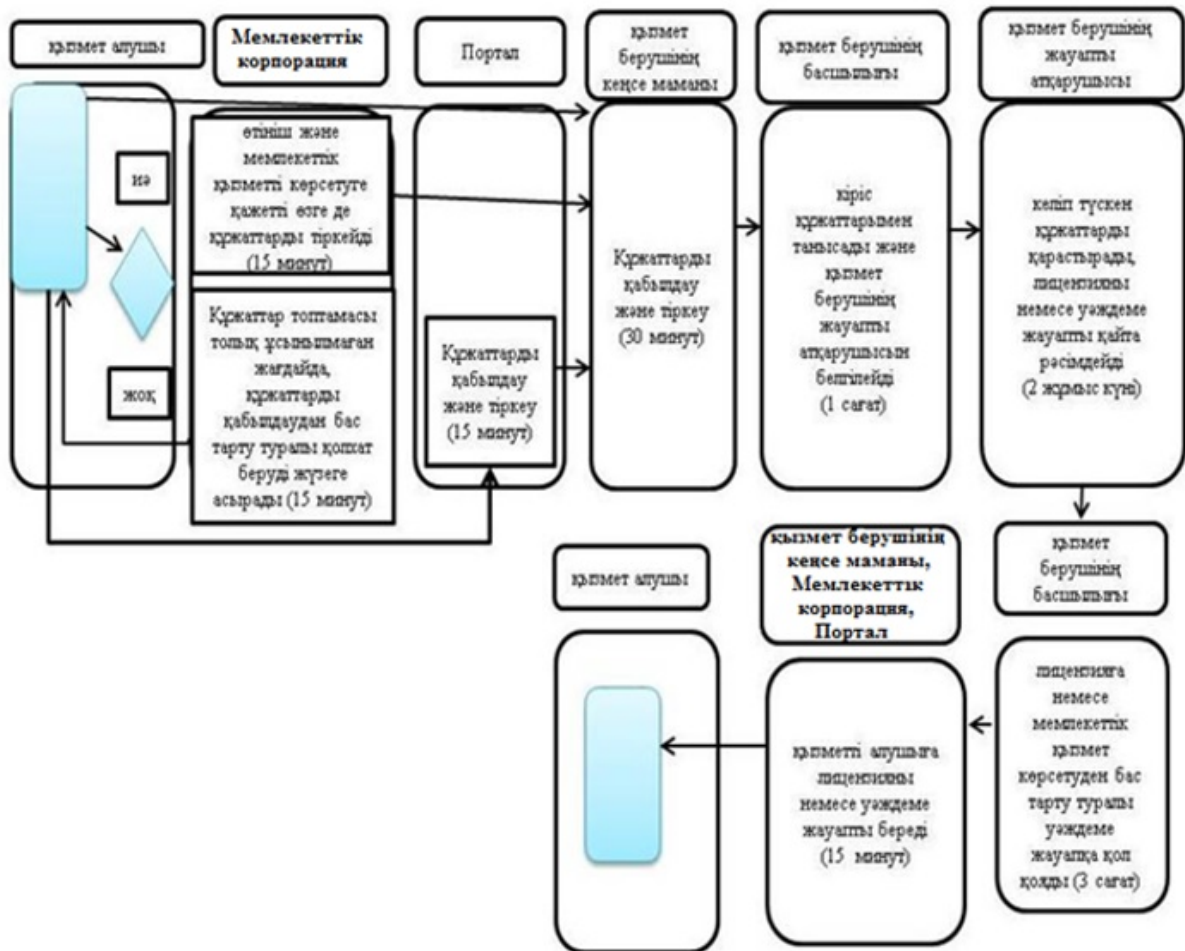 қызмет алушы
Мемлекеттік
корпорация
Портал
қызмет
берушінің
кеңсе маманы
қызмет берушінің
басшылығы
қызмет берушінің
жауапты
атқарушысы
иә
жоқ
өтініш және
мемлекеттік
қызметті көрсетуге
қажетті өзге де
құжаттарды тіркейді
(15 минут)
Құжаттар топтамасы
толық ұсынылмаған
жағдайда,
құжаттарды
қабылдаудан бас
тарту туралы қолхат
беруді жүзеге
асырады (15 минут)
Құжаттарды
қабылдау
және тіркеу
(15 минут)
Құжаттарды
қабылдау
және тіркеу
(30 минут)
кіріс
құжаттарымен
танысады және
қызмет
берушінің
жауапты
атқарушысын
белгілейді
(1 сағат)
келіп түскен
құжаттарды
қарастырады,
лицензияны
немесе уәждеме
жауапты қайта
рәсімдейді
(2 жұмыс күні)
қызмет алушы
қызмет берушінің
кеңсе маманы,
Мемлекеттік
корпорация,
Портал
қызмет
берушінің
басшылығы
қызметті алушыға
лицензияны
немесе уәждеме
жауапты береді
(15 минут)
лицензияға
немесе
мемлекеттік
қызмет
көрсетуден бас
тарту туралы
уәждеме
жауапқа қол
қояды (3 сағат)